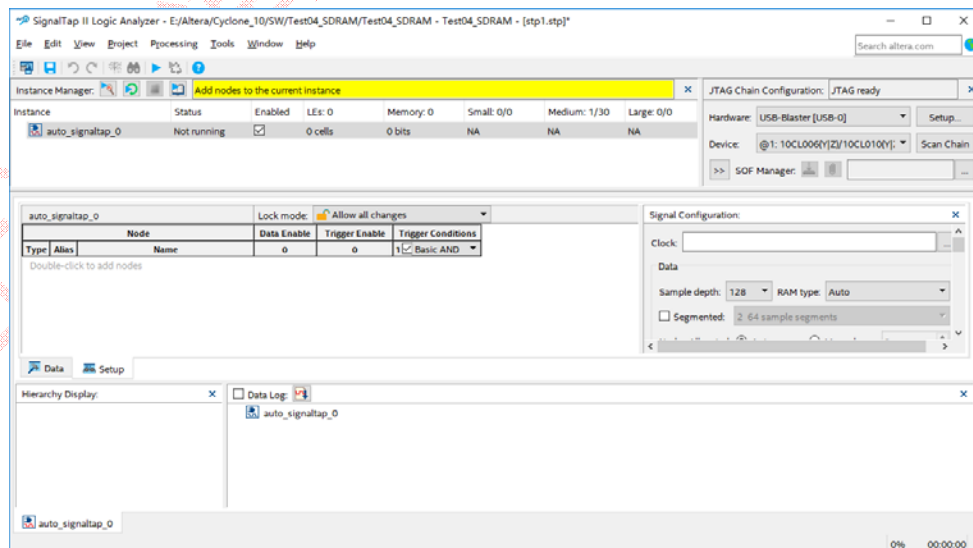 SignalTap II Logic Analyzer - E:/Altera/Cyclone_10/SW/Test04_SDRAM/Test04_SDRAM - Test04_SDRAM - [stp1.stp]*
File Edit View Project Processing Tools Window Help
Search altera.com
Instance Manager: Add nodes to the current instance
JTAG Chain Configuration: JTAG ready
Instance Status Enabled LEs: 0 Memory: 0 Small: 0/0 Medium: 1/30 Large: 0/0
auto_signaltap_0 Not running 0 cells 0 bits NA NA NA
Hardware: USB-Blaster [USB-0] Setup...
Device: @1: 10CL006(Y|Z)/10CL010(Y|; Scan Chain
>> SOF Manager: ...
auto_signaltap_0 Lock mode: Allow all changes
Signal Configuration:
Node Data Enable Trigger Enable Trigger Conditions
Type Alias Name 0 0 1 Basic AND
Double-click to add nodes
Clock: ...
Data
Sample depth: 128 RAM type: Auto
Segmented: 2 64 sample segments
Data Setup
Hierarchy Display:
Data Log:
auto_signaltap_0
auto_signaltap_0
0% 00:00:00